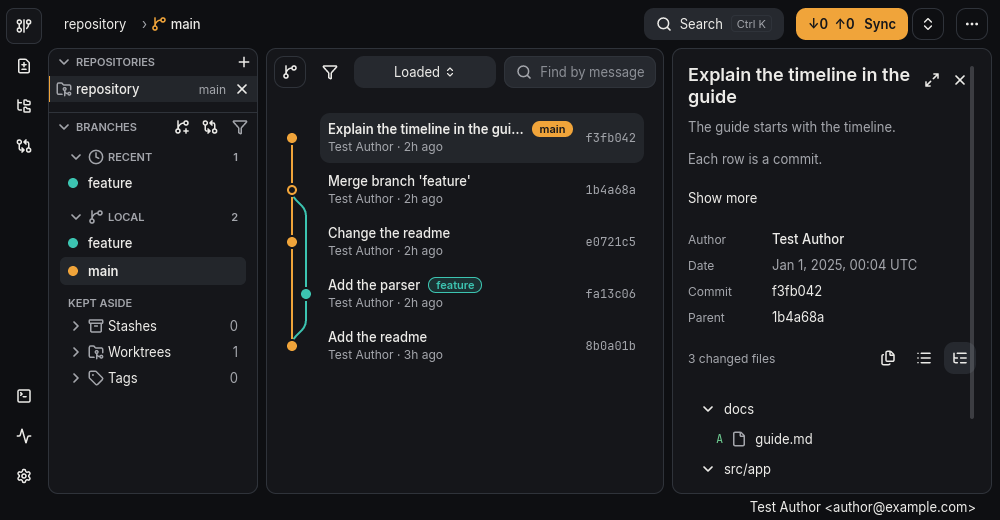 repository › main
Search Ctrl K
↓0 ↑0 Sync
REPOSITORIES
repository main
BRANCHES
RECENT 1
feature
LOCAL 2
feature
main
KEPT ASIDE
Stashes 0
Worktrees 1
Tags 0
Loaded
Find by message
Explain the timeline in the gui... main f3fb042
Test Author · 2h ago
Merge branch 'feature' 1b4a68a
Test Author · 2h ago
Change the readme e0721c5
Test Author · 2h ago
Add the parser feature fa13c06
Test Author · 2h ago
Add the readme 8b0a01b
Test Author · 3h ago
Explain the timeline in the
guide
The guide starts with the timeline.
Each row is a commit.
Show more
Author Test Author
Date Jan 1, 2025, 00:04 UTC
Commit f3fb042
Parent 1b4a68a
3 changed files
docs
A guide.md
src/app
Test Author <author@example.com>